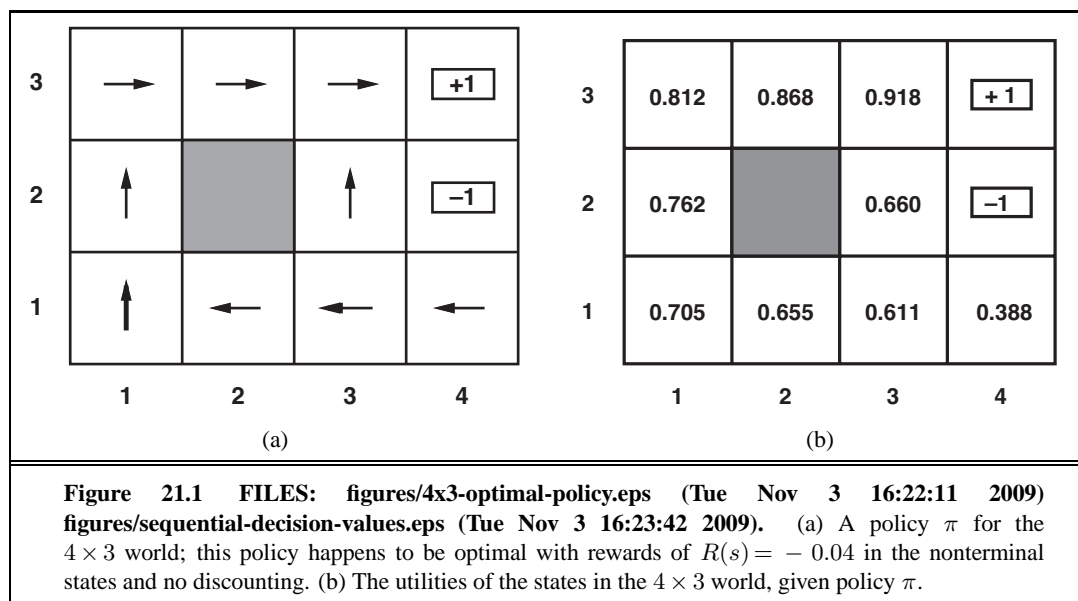 3 +1 3 0.812 0.868 0.918 + 1
2 –1 2 0.762 0.660 –1
1 1 0.705 0.655 0.611 0.388
1 2 3 4 1 2 3 4
(a) (b)
Figure 21.1 FILES: figures/4x3-optimal-policy.eps (Tue Nov 3 16:22:11 2009)
figures/sequential-decision-values.eps (Tue Nov 3 16:23:42 2009). (a) A policy π for the
4 × 3 world; this policy happens to be optimal with rewards of R(s) = − 0.04 in the nonterminal
states and no discounting. (b) The utilities of the states in the 4 × 3 world, given policy π.